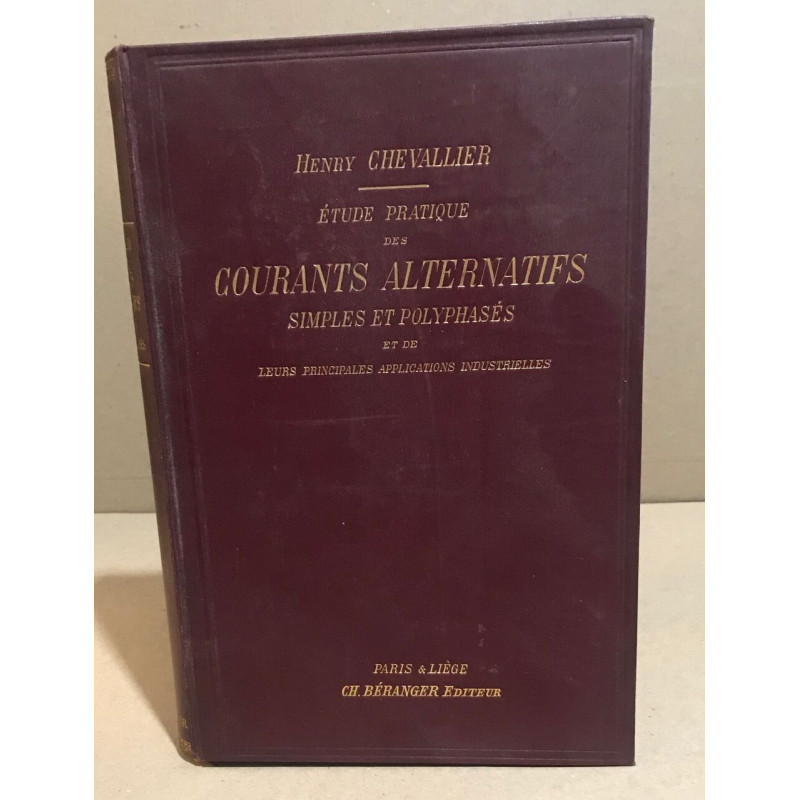 HENRY CHEVALLIER
ÉTUDE PRATIQUE
DES
COURANTS ALTERNATIFS
SIMPLES ET POLYPHASÉS
ET DE
LEURS PRINCIPALES APPLICATIONS INDUSTRIELLES
PARIS & LIÈGE
CH. BÉRANGER EDITEUR